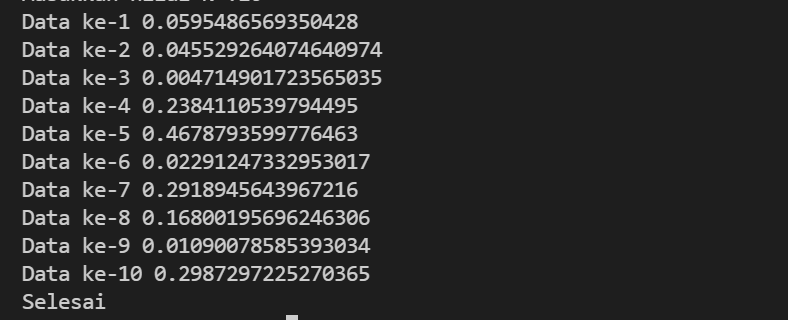 Data ke-1 0.0595486569350428
Data ke-2 0.045529264074640974
Data ke-3 0.004714901723565035
Data ke-4 0.2384110539794495
Data ke-5 0.4678793599776463
Data ke-6 0.02291247332953017
Data ke-7 0.2918945643967216
Data ke-8 0.16800195696246306
Data ke-9 0.01090078585393034
Data ke-10 0.2987297225270365
Selesai